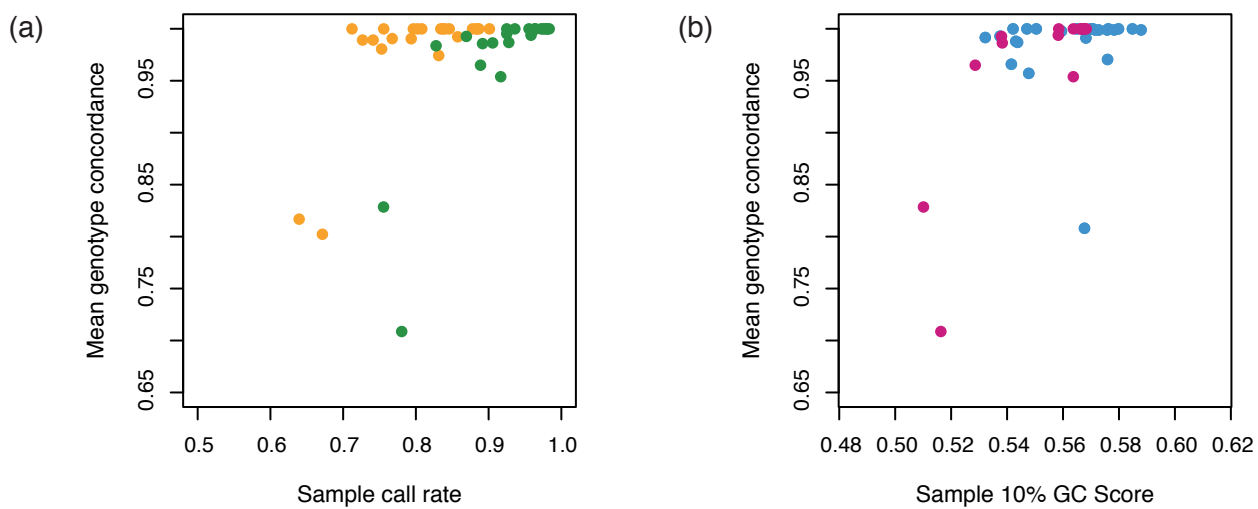 (a)
Mean genotype concordance
0.95
0.85
0.75
0.65
0.5 0.6 0.7 0.8 0.9 1.0
Sample call rate
(b)
Mean genotype concordance
0.95
0.85
0.75
0.65
0.48 0.50 0.52 0.54 0.56 0.58 0.60 0.62
Sample 10% GC Score